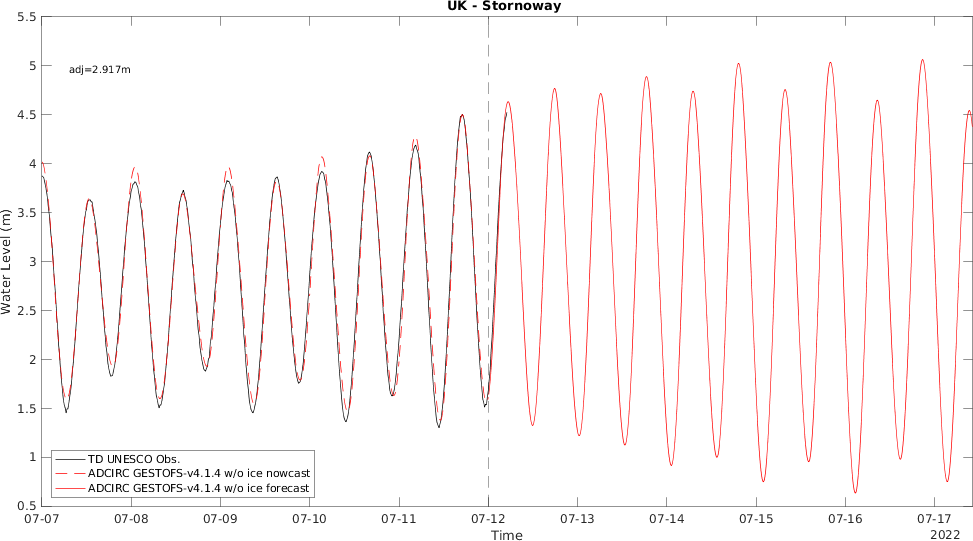 UK - Stornoway
5.5
5
4.5
4
3.5
3
2.5
2
1.5
1
0.5
Water Level (m)
adj=2.917m
TD UNESCO Obs.
ADCIRC GESTOFS-v4.1.4 w/o ice nowcast
ADCIRC GESTOFS-v4.1.4 w/o ice forecast
07-07 07-08 07-09 07-10 07-11 07-12 07-13 07-14 07-15 07-16 07-17
Time
2022